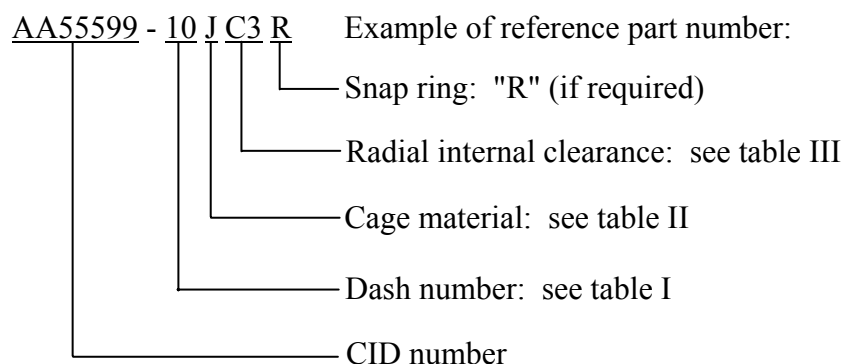 AA55599 - 10 J C3 R Example of reference part number:
Snap ring: "R" (if required)
Radial internal clearance: see table III
Cage material: see table II
Dash number: see table I
CID number